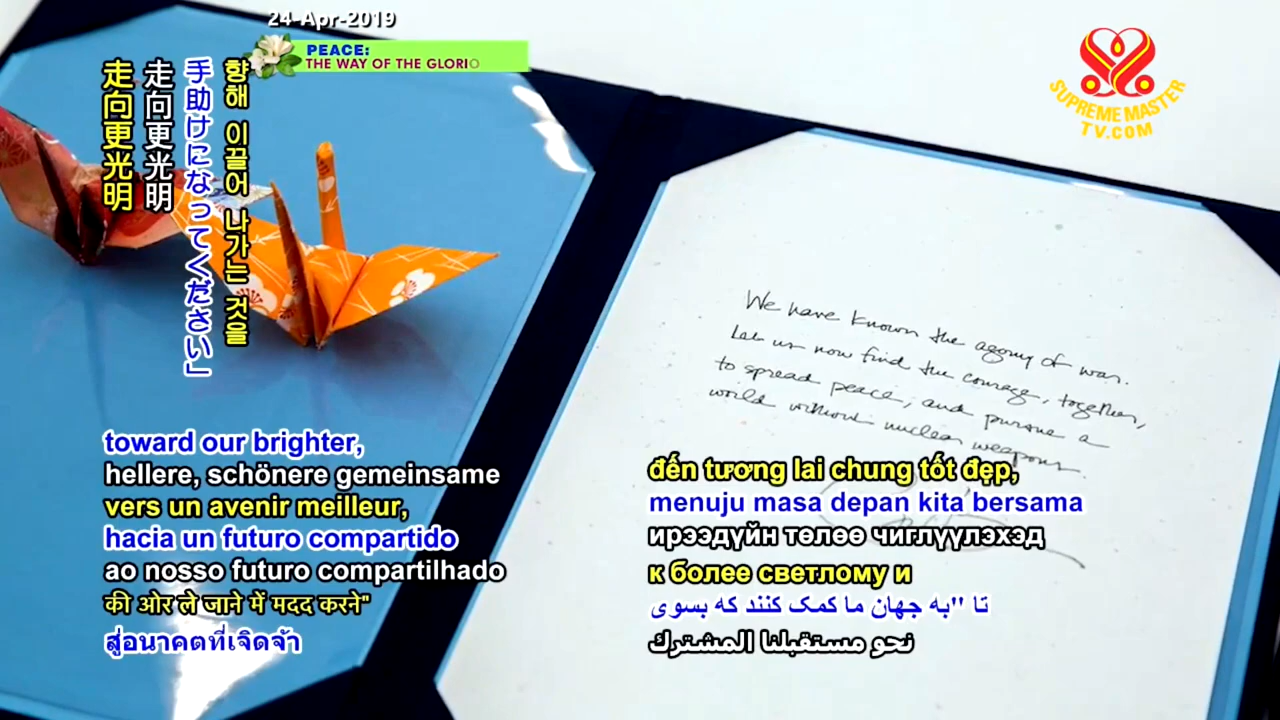 24-Apr-2019
PEACE:
THE WAY OF THE GLORIO
SUPREME MASTER
TV.COM
走向更光明
走向更光明
手助けになってください」
향해 이끌어 나가는 것을
We have known the agony of war.
Let us now find the courage, together,
to spread peace, and pursue a
world without nuclear weapons.
toward our brighter,
hellere, schönere gemeinsame
vers un avenir meilleur,
hacia un futuro compartido
ao nosso futuro compartilhado
की ओर ले जाने में मदद करने"
สู่อนาคตที่เจิดจ้า
đến tương lai chung tốt đẹp,
menuju masa depan kita bersama
ирээдүйн төлөө чиглүүлэхэд
к более светлому и
تا "به جهان ما کمک کنند که بسوی
نحو مستقبلنا المشترك